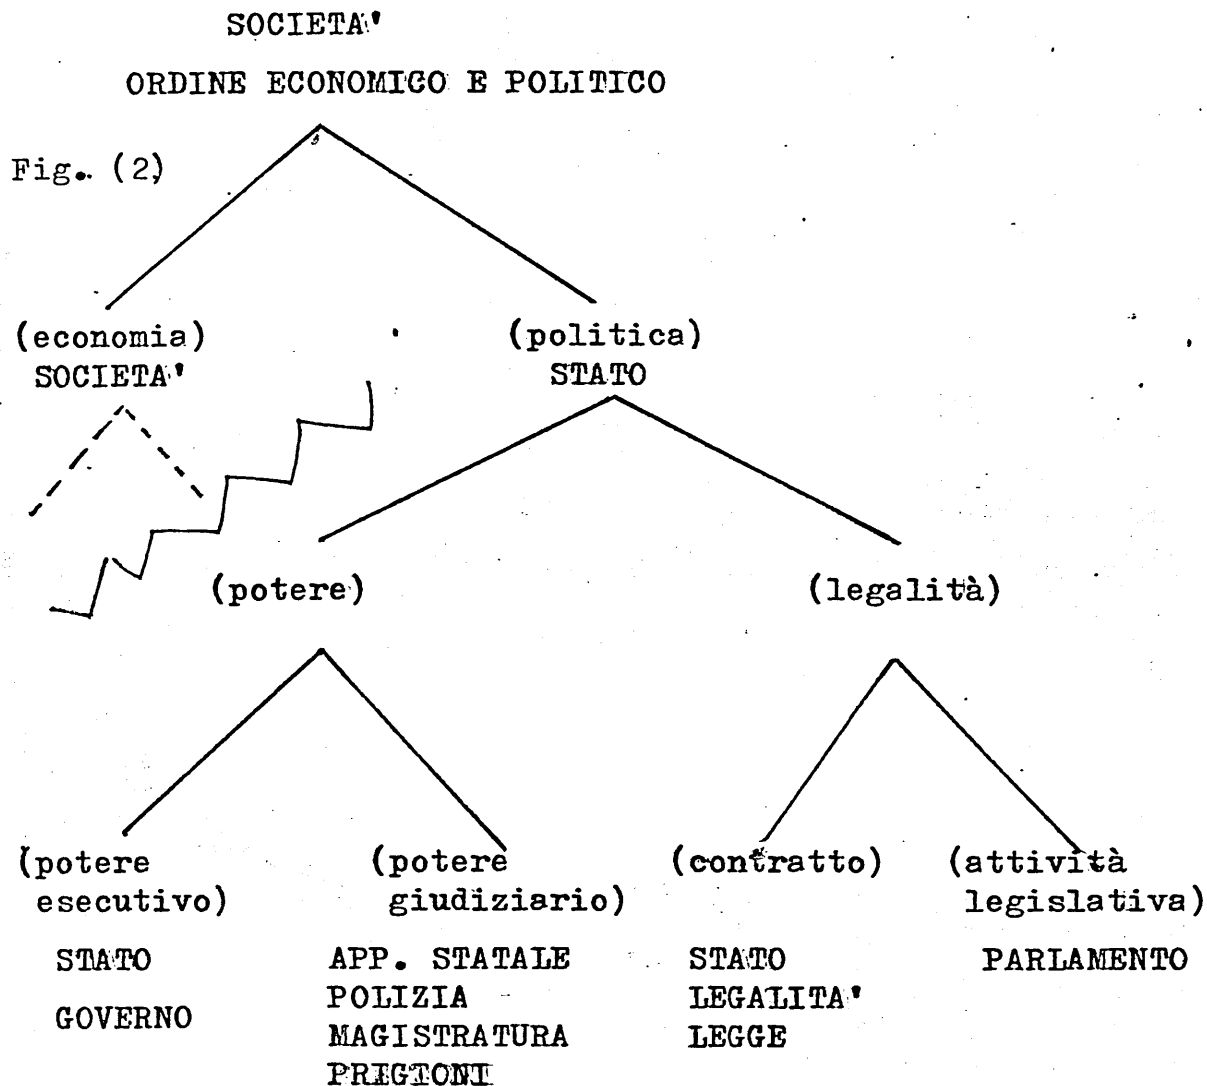 SOCIETA'
ORDINE ECONOMICO E POLITICO
Fig. (2)
(economia)
SOCIETA'
(politica)
STATO
(potere)
(legalità)
(potere
esecutivo)
STATO
GOVERNO
(potere
giudiziario)
APP. STATALE
POLIZIA
MAGISTRATURA
PRIGIONI
(contratto)
STATO
LEGALITA'
LEGGE
(attività
legislativa)
PARLAMENTO